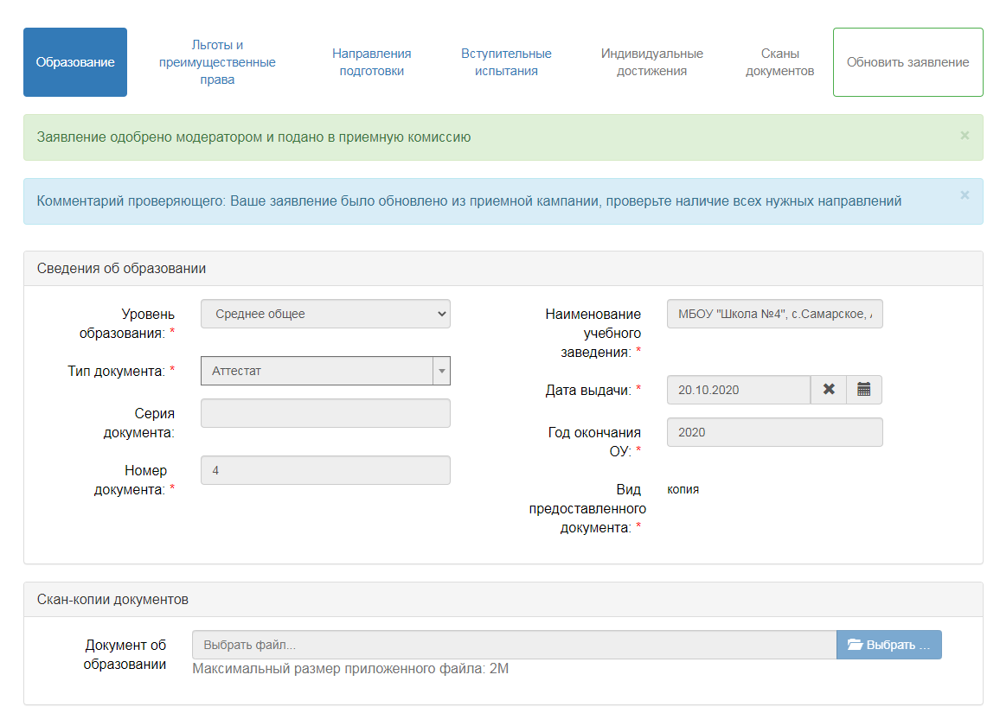 Образование
Льготы и
преимущественные
права
Направления
подготовки
Вступительные
испытания
Индивидуальные
достижения
Сканы
документов
Обновить заявление
Заявление одобрено модератором и подано в приемную комиссию
×
Комментарий проверяющего: Ваше заявление было обновлено из приемной кампании, проверьте наличие всех нужных направлений
×
Сведения об образовании
Уровень
образования: *
Среднее общее
Тип документа: *
Аттестат
Серия
документа:
Номер
документа: *
4
Наименование
учебного
заведения: *
МБОУ "Школа №4", с.Самарское,
Дата выдачи: *
20.10.2020
Год окончания
ОУ: *
2020
Вид
предоставленного
документа: *
копия
Скан-копии документов
Документ об
образовании
Выбрать файл...
Выбрать ...
Максимальный размер приложенного файла: 2M